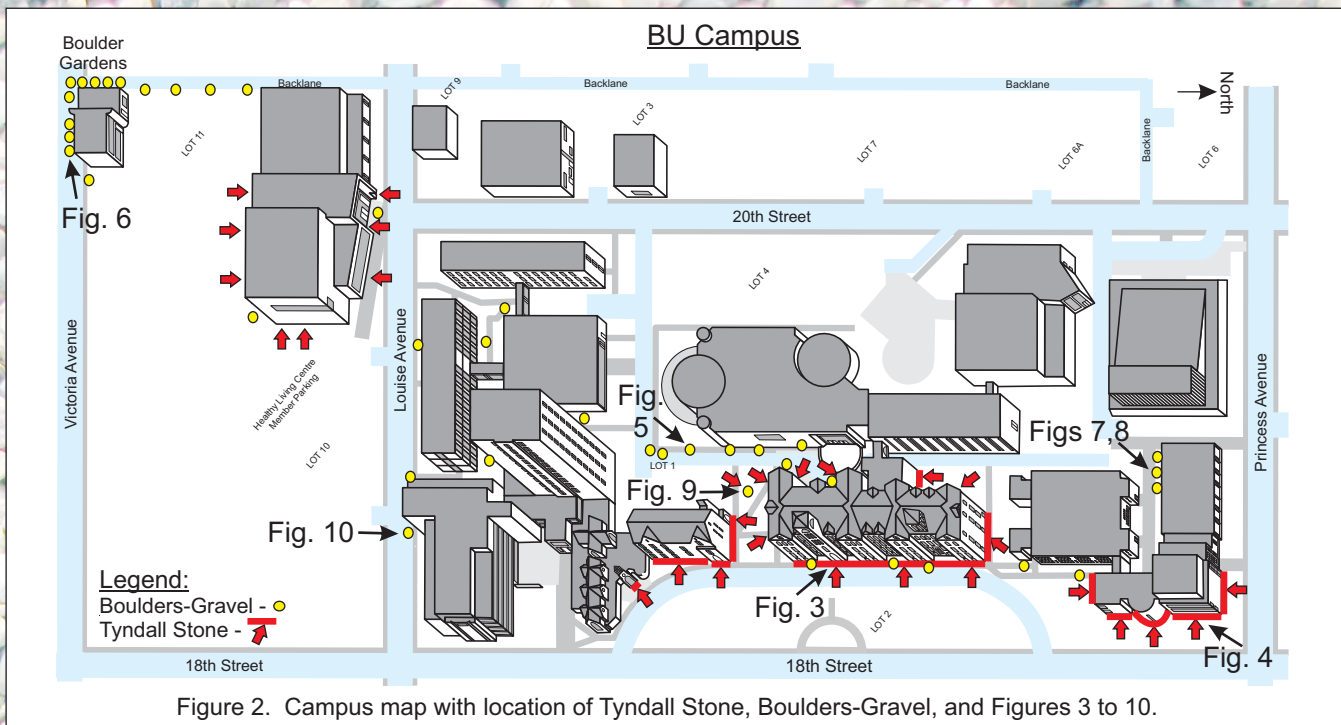 BU Campus
Boulder
Gardens
Backlane
Backlane
Backlane
North
LOT 9
LOT 3
LOT 11
LOT 7
LOT 6A
Backlane
LOT 6
Fig. 6
20th Street
LOT 4
Victoria Avenue
Louise Avenue
Princess Avenue
Healthy Living Centre
Member Parking
LOT 10
Fig.
5
LOT 1
Figs 7,8
Fig. 9
Fig. 10
Fig. 3
LOT 2
Fig. 4
Legend:
Boulders-Gravel -
Tyndall Stone -
18th Street
18th Street
Figure 2. Campus map with location of Tyndall Stone, Boulders-Gravel, and Figures 3 to 10.